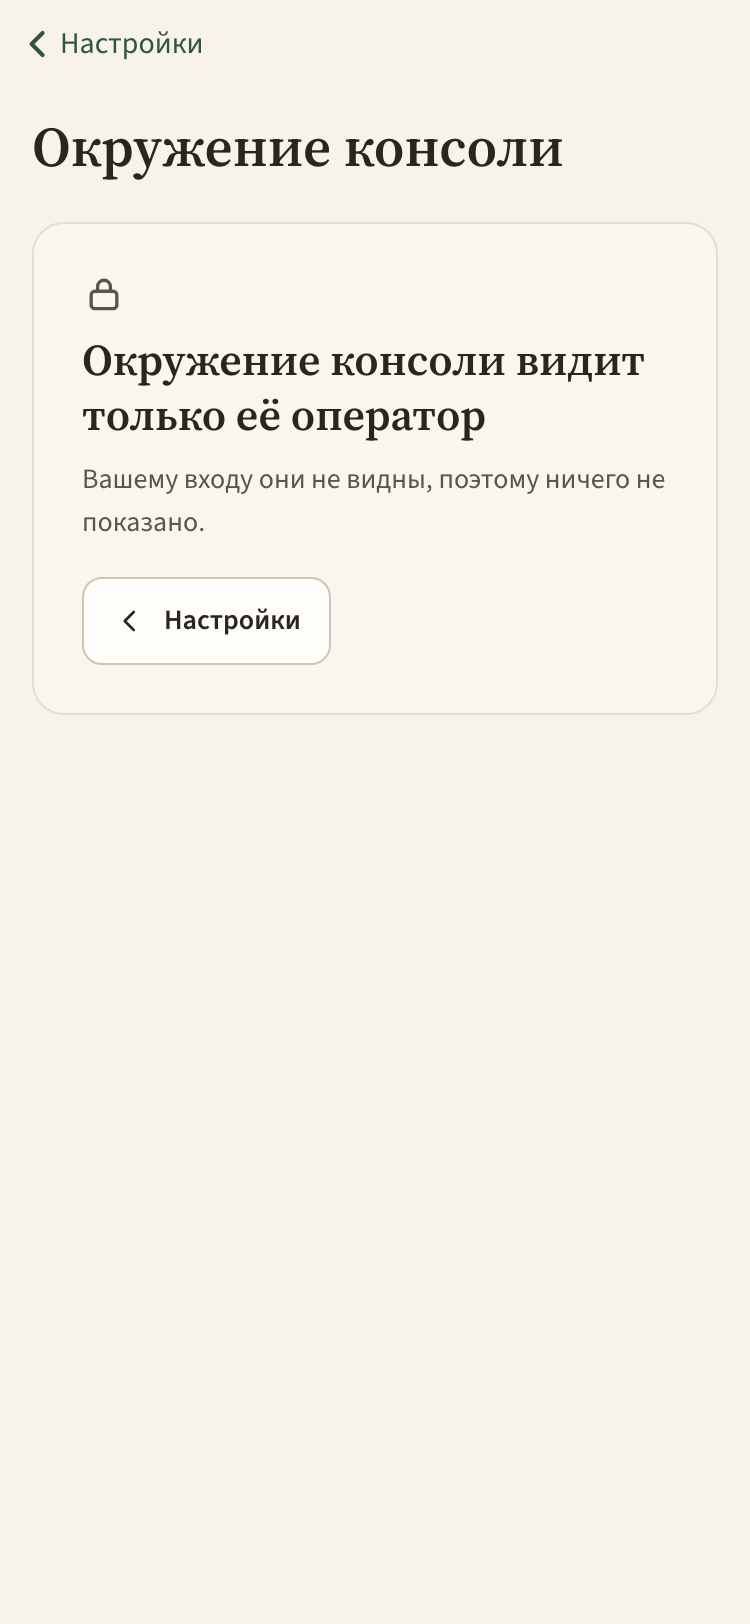 Настройки
Окружение консоли
Окружение консоли видит
только её оператор
Вашему входу они не видны, поэтому ничего не
показано.
Настройки